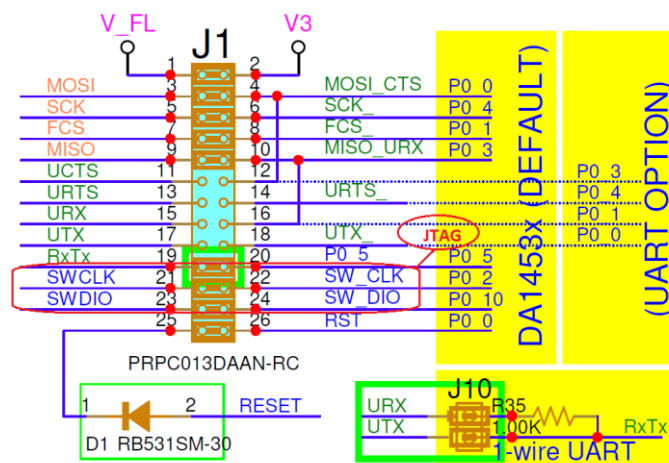 V_FL J1 V3
1 2
MOSI 3 4 MOSI_CTS P0_0
SCK 5 6 SCK_ P0_4
FCS 7 8 FCS_ P0_1
MISO 9 10 MISO_URX P0_3
UCTS 11 12 P0_3
URTS 13 14 URTS_ P0_4
URX 15 16 P0_1
UTX 17 18 UTX_ P0_0
JTAG
RxTx 19 20 P0_5 P0_5
SWCLK 21 22 SW_CLK P0_2
SWDIO 23 24 SW_DIO P0_10
25 26 RST P0_0
DA1453x (DEFAULT)
(UART OPTION)
PRPC013DAAN-RC
1 2 RESET
D1 RB531SM-30
J10
URX R35
UTX 1.00K RxTx
1-wire UART